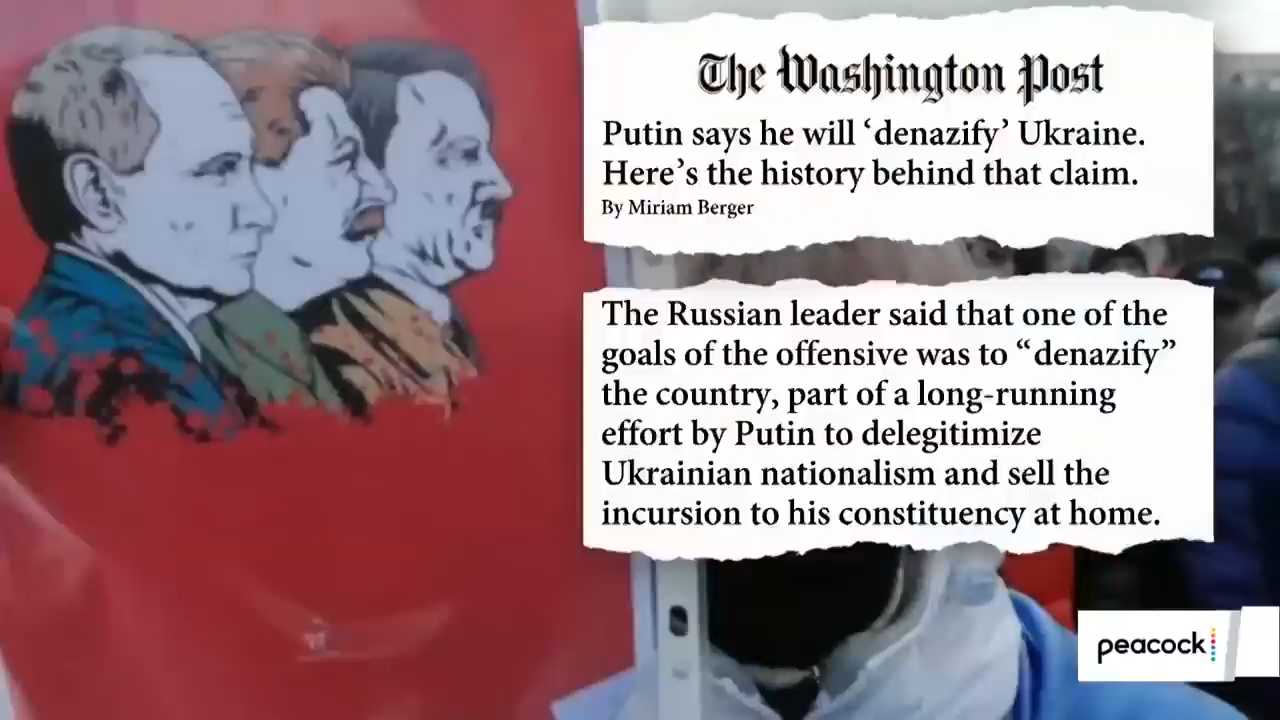 The Washington Post
Putin says he will ‘denazify’ Ukraine.
Here’s the history behind that claim.
By Miriam Berger
The Russian leader said that one of the
goals of the offensive was to “denazify”
the country, part of a long-running
effort by Putin to delegitimize
Ukrainian nationalism and sell the
incursion to his constituency at home.
peacock